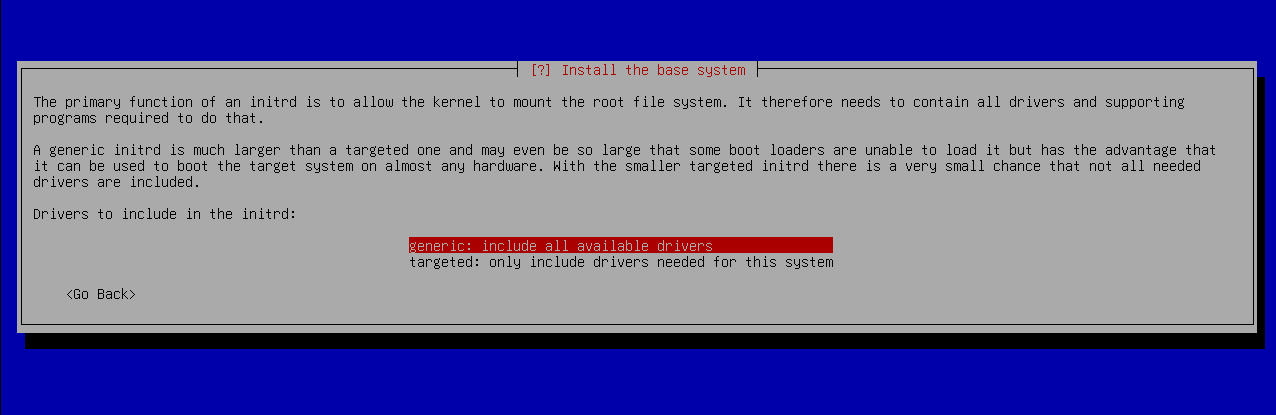 [?] Install the base system
The primary function of an initrd is to allow the kernel to mount the root file system. It therefore needs to contain all drivers and supporting
programs required to do that.
A generic initrd is much larger than a targeted one and may even be so large that some boot loaders are unable to load it but has the advantage that
it can be used to boot the target system on almost any hardware. With the smaller targeted initrd there is a very small chance that not all needed
drivers are included.
Drivers to include in the initrd:
generic: include all available drivers
targeted: only include drivers needed for this system
<Go Back>